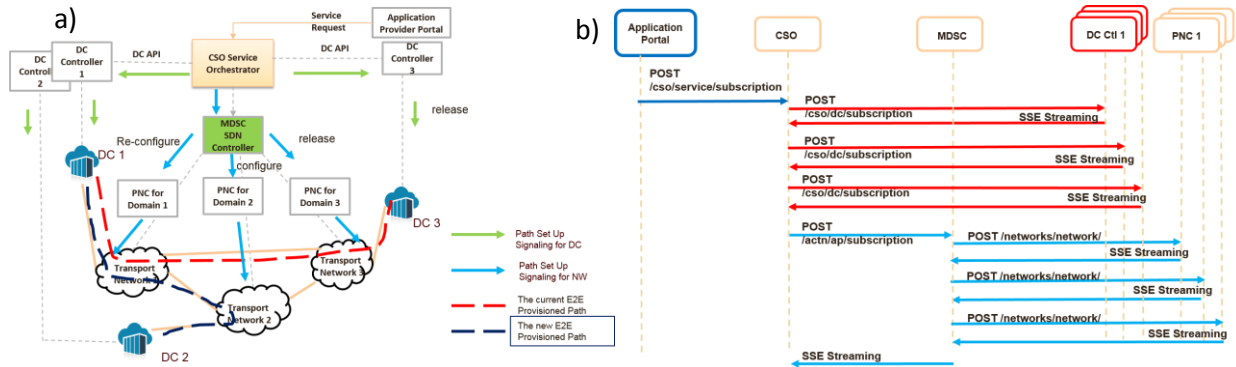 a)
Service
Request
Application
Provider Portal
DC
Controller
1
DC
Controller
2
DC API
CSO Service
Orchestrator
DC API
DC
Controller
3
release
MDSC
SDN
Controller
Re-configure
release
configure
DC 1
PNC for
Domain 1
PNC for
Domain 2
PNC for
Domain 3
DC 3
Transport
Network
Transport
Network 2
Transport
Network 3
DC 2
Path Set Up
Signaling for DC
Path Set Up
Signaling for NW
The current E2E
Provisioned Path
The new E2E
Provisioned Path
b)
Application
Portal
CSO
MDSC
DC Ctl 1
PNC 1
POST
/cso/service/subscription
POST
/cso/dc/subscription
SSE Streaming
POST
/cso/dc/subscription
SSE Streaming
POST
/cso/dc/subscription
SSE Streaming
POST
/actn/ap/subscription
POST /networks/network/
SSE Streaming
POST /networks/network/
SSE Streaming
POST /networks/network/
SSE Streaming
SSE Streaming